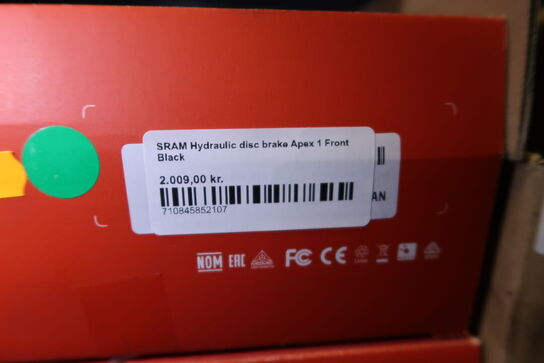 SRAM Hydraulic disc brake Apex 1 Front
Black
2.009,00 kr.
710845852107
AN
NOM EAC FC CE